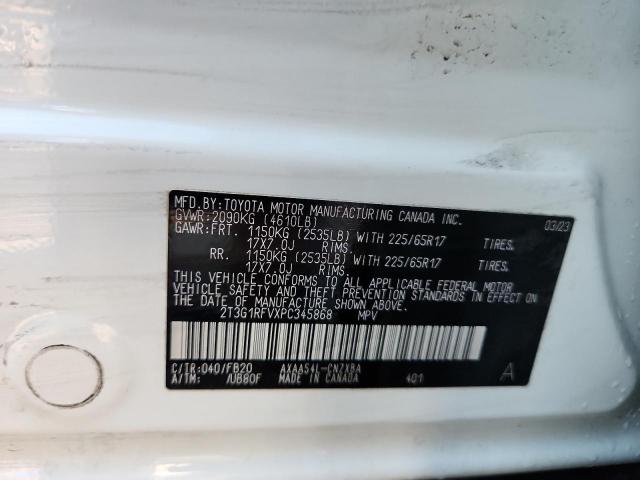 MFD.BY:TOYOTA MOTOR MANUFACTURING CANADA INC. 03/23
GVWR:2090KG (4610LB)
GAWR:FRT. 1150KG (2535LB) WITH 225/65R17 TIRES.
17X7.0J RIMS.
RR. 1150KG (2535LB) WITH 225/65R17 TIRES.
17X7.0J RIMS.
THIS VEHICLE CONFORMS TO ALL APPLICABLE FEDERAL MOTOR
VEHICLE SAFETY AND THEFT PREVENTION STANDARDS IN EFFECT ON
THE DATE OF MANUFACTURE SHOWN ABOVE.
2T3G1RFVXPC345868 MPV
C/TR:040/FB20 AXAA54L-CNZXBA A
A/TM: /UB80F MADE IN CANADA 401